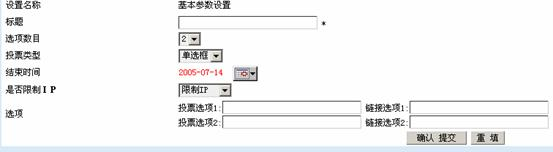 设置名称 基本参数设置
标题 *
选项数目 2
投票类型 单选框
结束时间 2005-07-14
是否限制ＩＰ 限制IP
选项 投票选项1: 链接选项1:
投票选项2: 链接选项2:
确认 提交 重 填